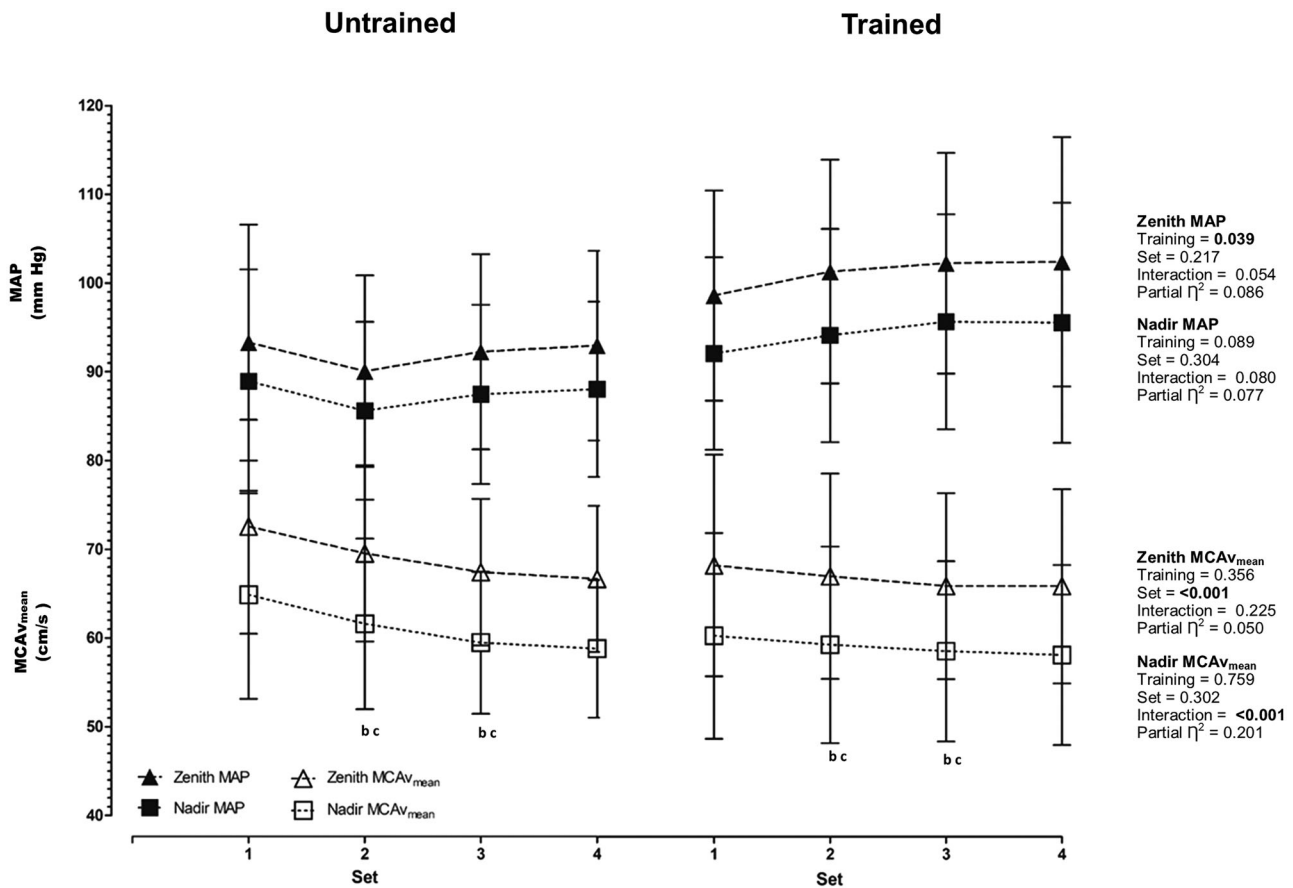 Untrained
Trained
120
110
100
90
80
70
60
50
40
MAP
(mm Hg)
MCAvmean
(cm/s )
Zenith MAP
Training = 0.039
Set = 0.217
Interaction = 0.054
Partial Ƞ² = 0.086
Nadir MAP
Training = 0.089
Set = 0.304
Interaction = 0.080
Partial Ƞ² = 0.077
Zenith MCAvmean
Training = 0.356
Set = <0.001
Interaction = 0.225
Partial Ƞ² = 0.050
Nadir MCAvmean
Training = 0.759
Set = 0.302
Interaction = <0.001
Partial Ƞ² = 0.201
b c
b c
b c
b c
Zenith MAP
Zenith MCAvmean
Nadir MAP
Nadir MCAvmean
1 2 3 4
Set
1 2 3 4
Set